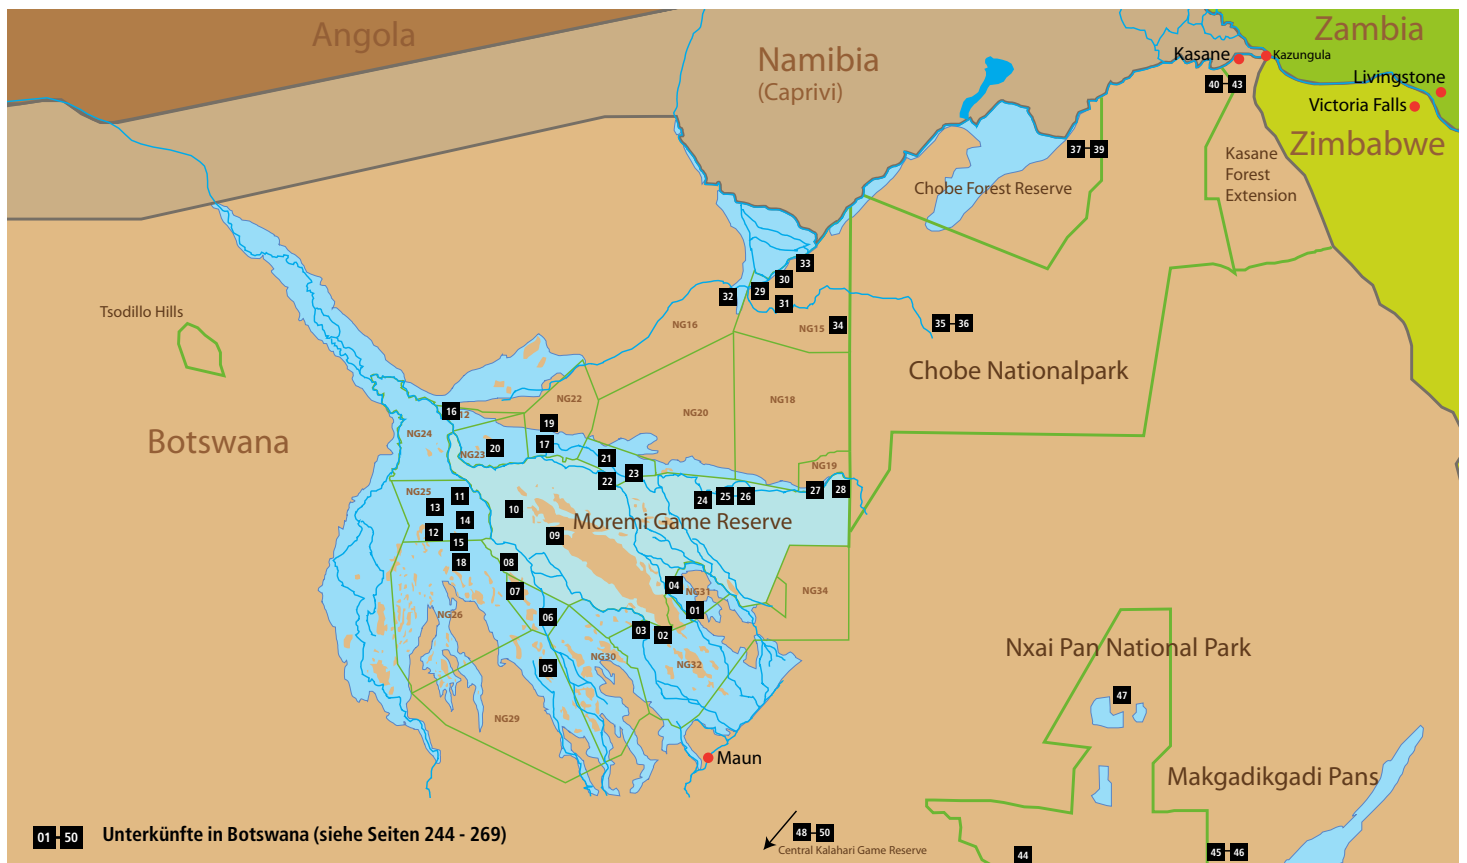 Angola
Namibia
(Caprivi)
Zambia
Kasane
Kazungula
Livingstone
Victoria Falls
40 43
Zimbabwe
37 39
Kasane
Forest
Extension
Chobe Forest Reserve
33
30
29
32
31
Tsodillo Hills
NG16
NG15
34
35 36
Chobe Nationalpark
NG22
NG20
NG18
16
12
19
Botswana
NG24
17
20
NG23
21
23
22
NG19
NG25
11
24
25
26
27
28
13
10
14
Moremi Game Reserve
12
09
15
18
08
04
07
NG31
NG34
01
NG26
06
03
02
Nxai Pan National Park
NG30
NG32
05
47
NG29
Maun
Makgadikgadi Pans
01 - 50 Unterkünfte in Botswana (siehe Seiten 244 - 269)
48 50
Central Kalahari Game Reserve
44
45 46